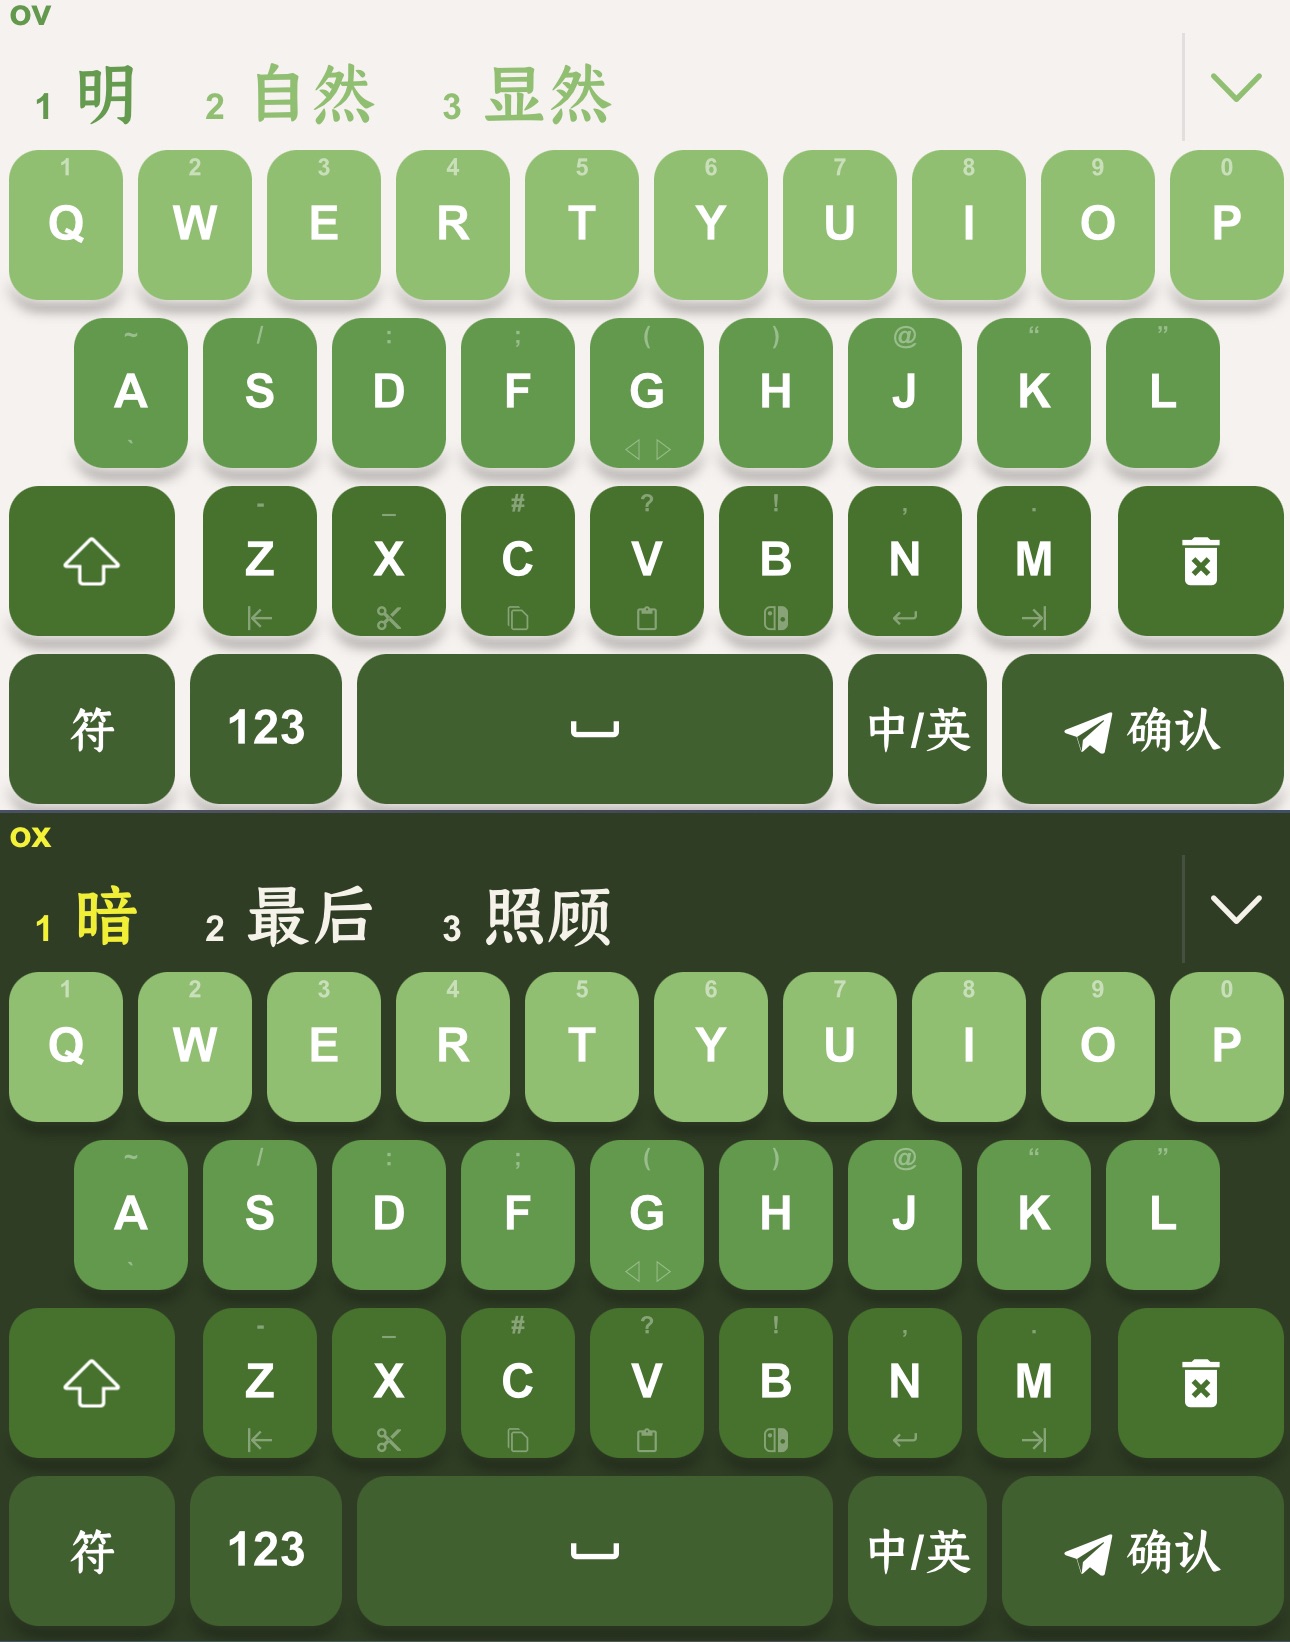 ov
1 明 2 自然 3 显然
1 2 3 4 5 6 7 8 9 0
Q W E R T Y U I O P
~ / : ; ( ) @ “ ”
A S D F G H J K L
`
- _ # ? ! , .
Z X C V B N M
符 123 中/英 确认
ox
1 暗 2 最后 3 照顾
1 2 3 4 5 6 7 8 9 0
Q W E R T Y U I O P
~ / : ; ( ) @ “ ”
A S D F G H J K L
`
- _ # ? ! , .
Z X C V B N M
符 123 中/英 确认